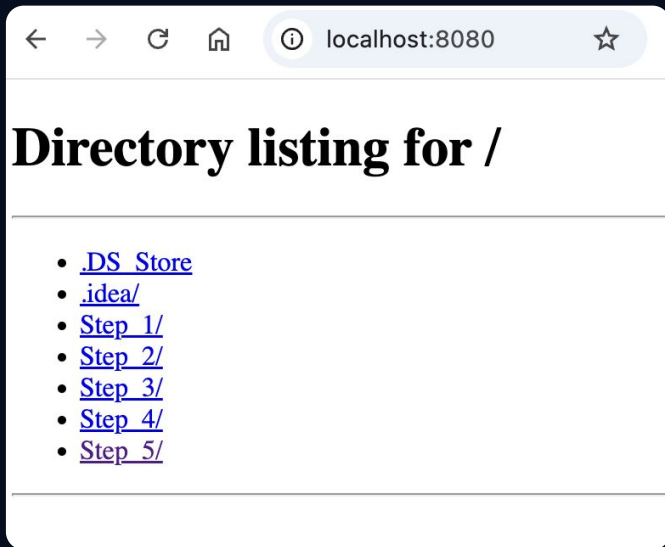 localhost:8080
Directory listing for /
.DS_Store
.idea/
Step_1/
Step_2/
Step_3/
Step_4/
Step_5/